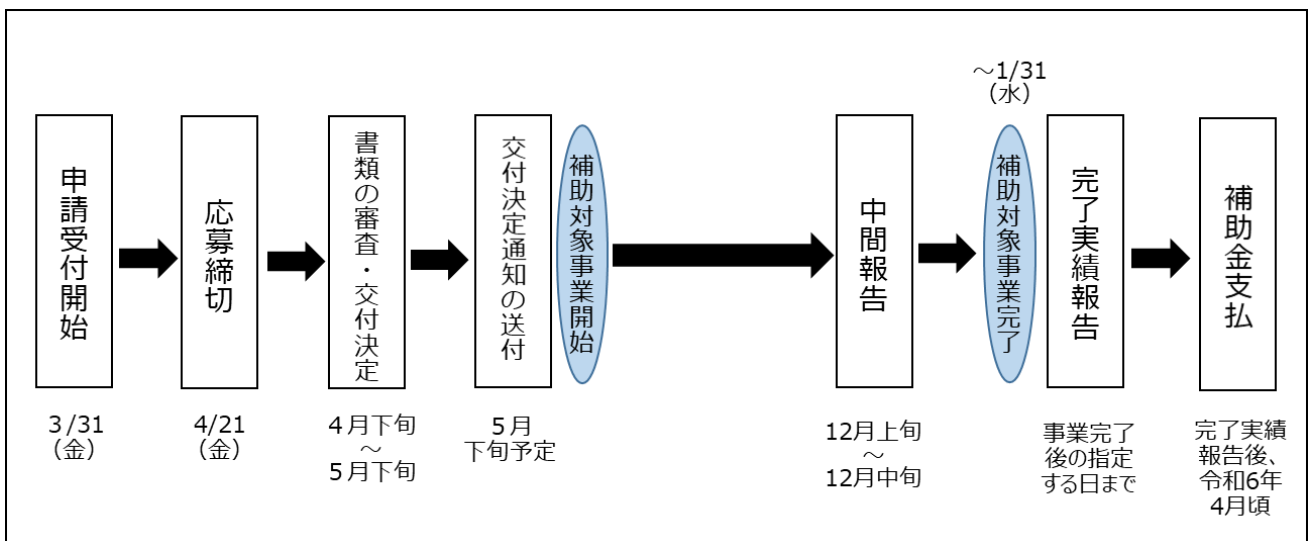 申請受付開始
3/31
（金）
応募締切
4/21
（金）
書類の審査・交付決定
４月下旬
～
５月下旬
交付決定通知の送付
５月
下旬予定
補助対象事業開始
中間報告
12月上旬
～
12月中旬
～1/31
（水）
補助対象事業完了
完了実績報告
事業完了
後の指定
する日まで
補助金支払
完了実績
報告後、
令和6年
4月頃